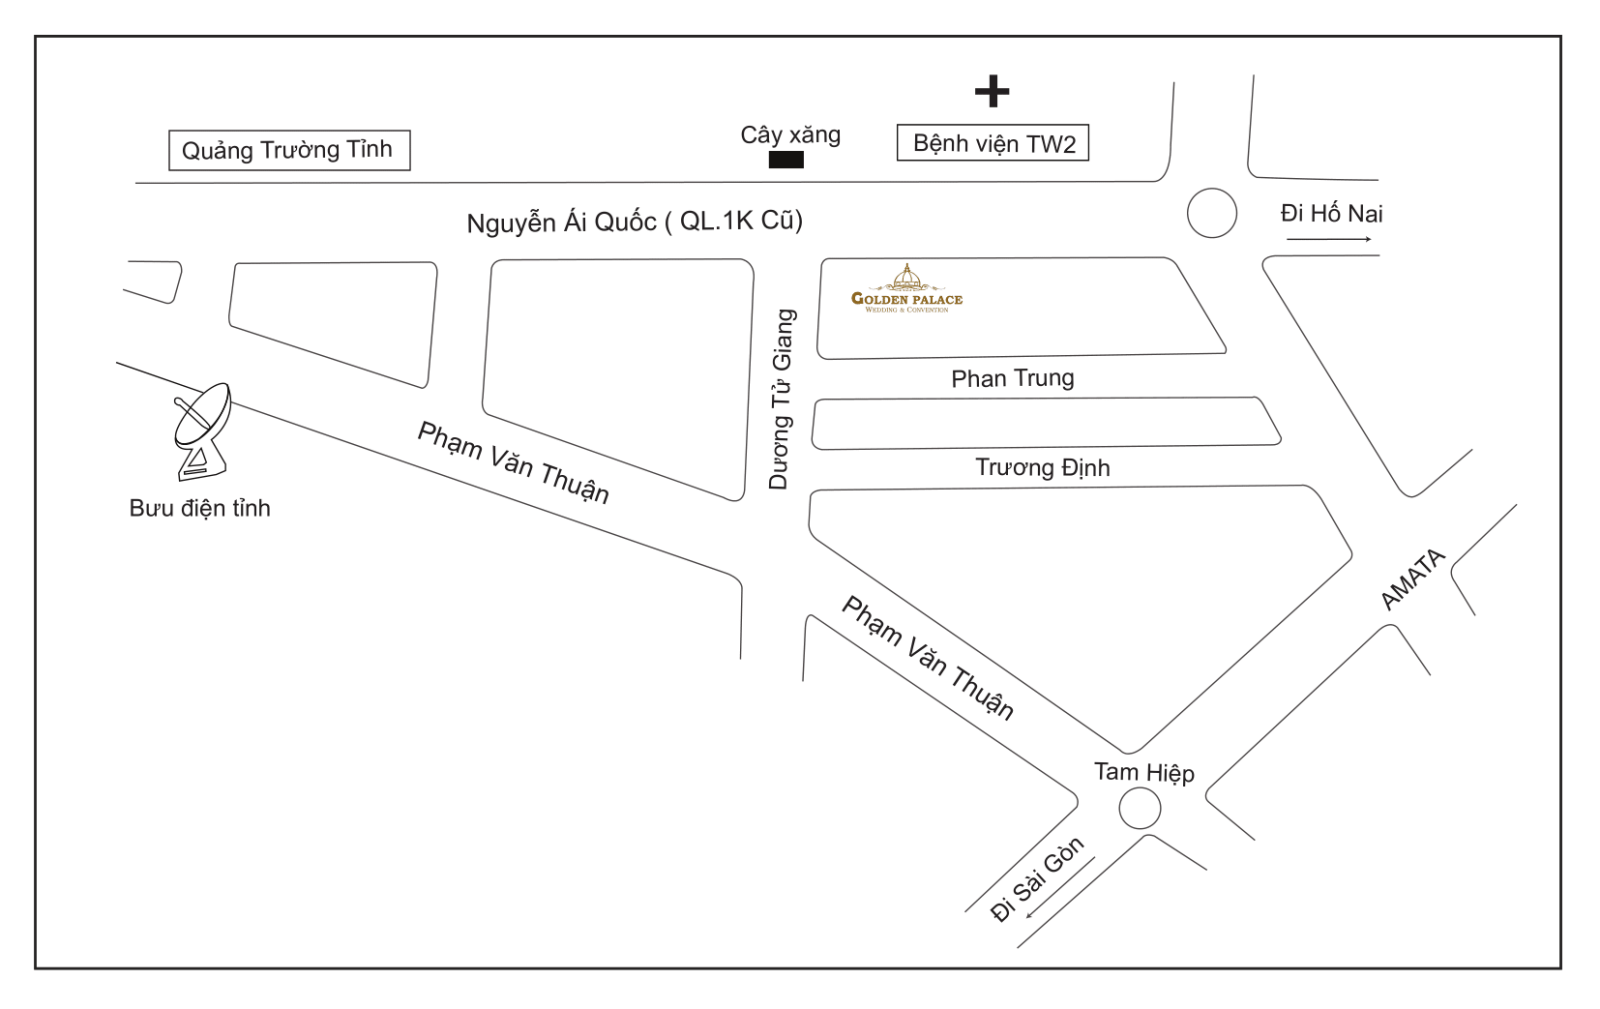 Cây xăng
Bệnh viện TW2
Quảng Trường Tỉnh
Nguyễn Ái Quốc ( QL.1K Cũ)
Đi Hố Nai
GOLDEN PALACE
WEDDING & CONVENTION
Dương Tử Giang
Phan Trung
Phạm Văn Thuận
Trương Định
Bưu điện tỉnh
AMATA
Phạm Văn Thuận
Tam Hiệp
Đi Sài Gòn